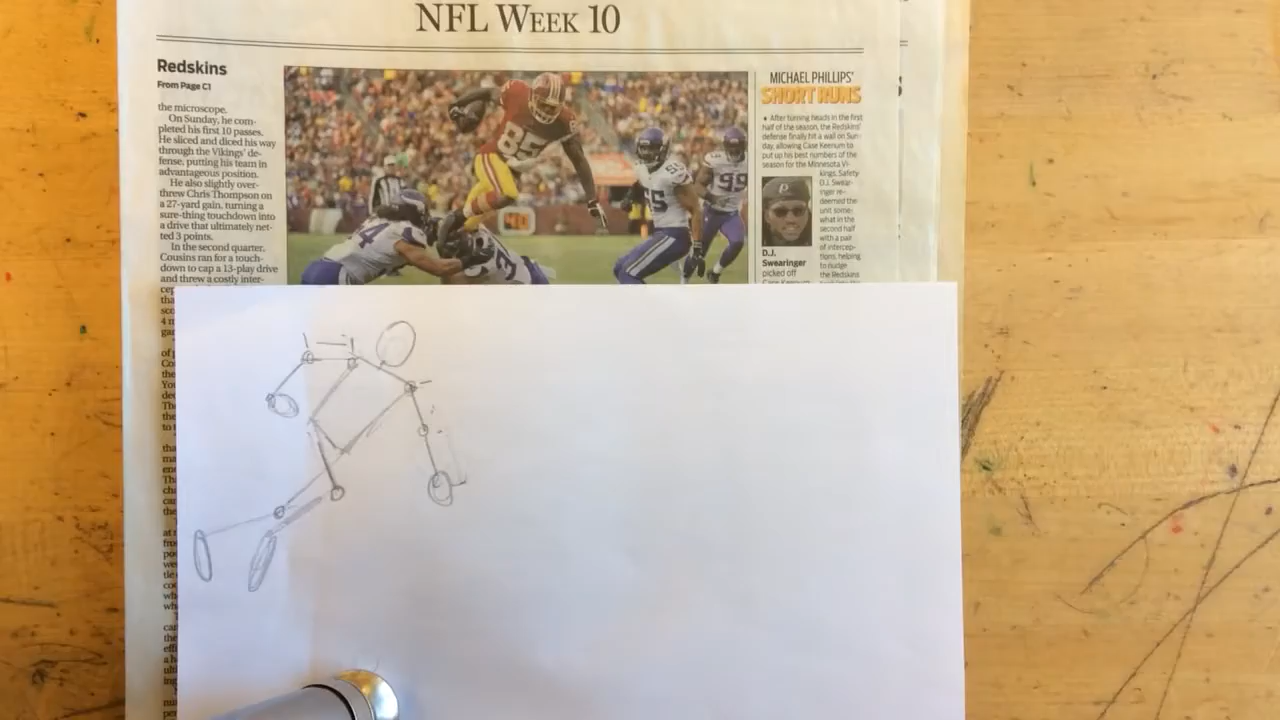 NFL WEEK 10
Redskins
From Page C1
the microscope.
On Sunday, he com-
pleted his first 10 passes.
He sliced and diced his way
through the Vikings' de-
fense, putting his team in
advantageous position.
He also slightly over-
threw Chris Thompson on
a 27-yard gain, turning a
sure-thing touchdown into
a drive that ultimately net-
ted 3 points.
In the second quarter,
Cousins ran for a touch-
down to cap a 13-play drive
and threw a costly inter-
85
40
4
3
55
55
99
MICHAEL PHILLIPS'
SHORT RUNS
• After turning heads in the first
half of the season, the Redskins'
defense finally hit a wall on Sun-
day, allowing Case Keenum to
put up his best numbers of the
season for the Minnesota Vi-
kings. Safety
D.J. Swear-
inger re-
deemed the
unit some-
what in the
second half
with a pair
of intercep-
tions, helping
to nudge
the Redskins
D.J.
Swearinger
picked off
Case Keenum